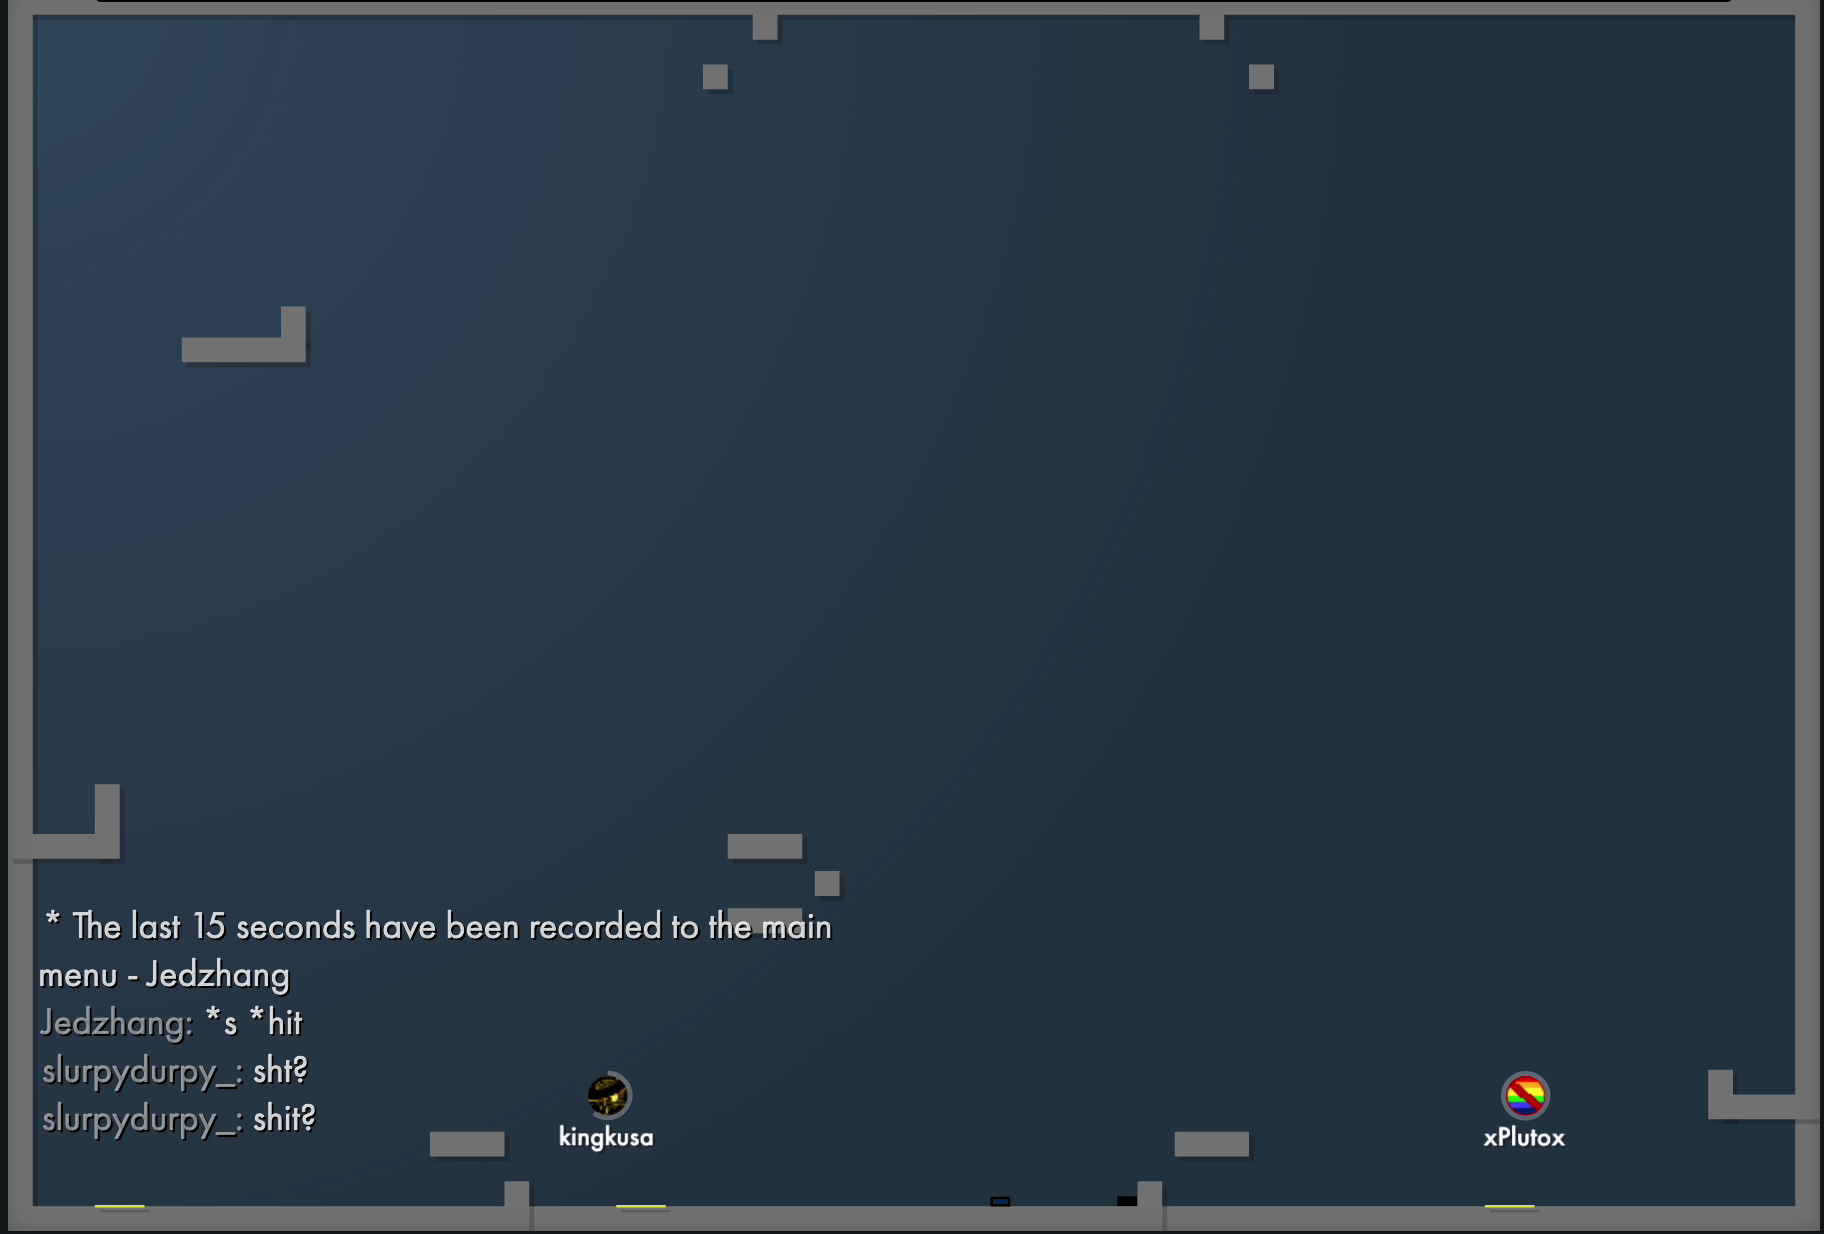 * The last 15 seconds have been recorded to the main
menu - Jedzhang
Jedzhang: *s *hit
slurpydurpy_: sht?
slurpydurpy_: shit?
kingkusa
xPlutox